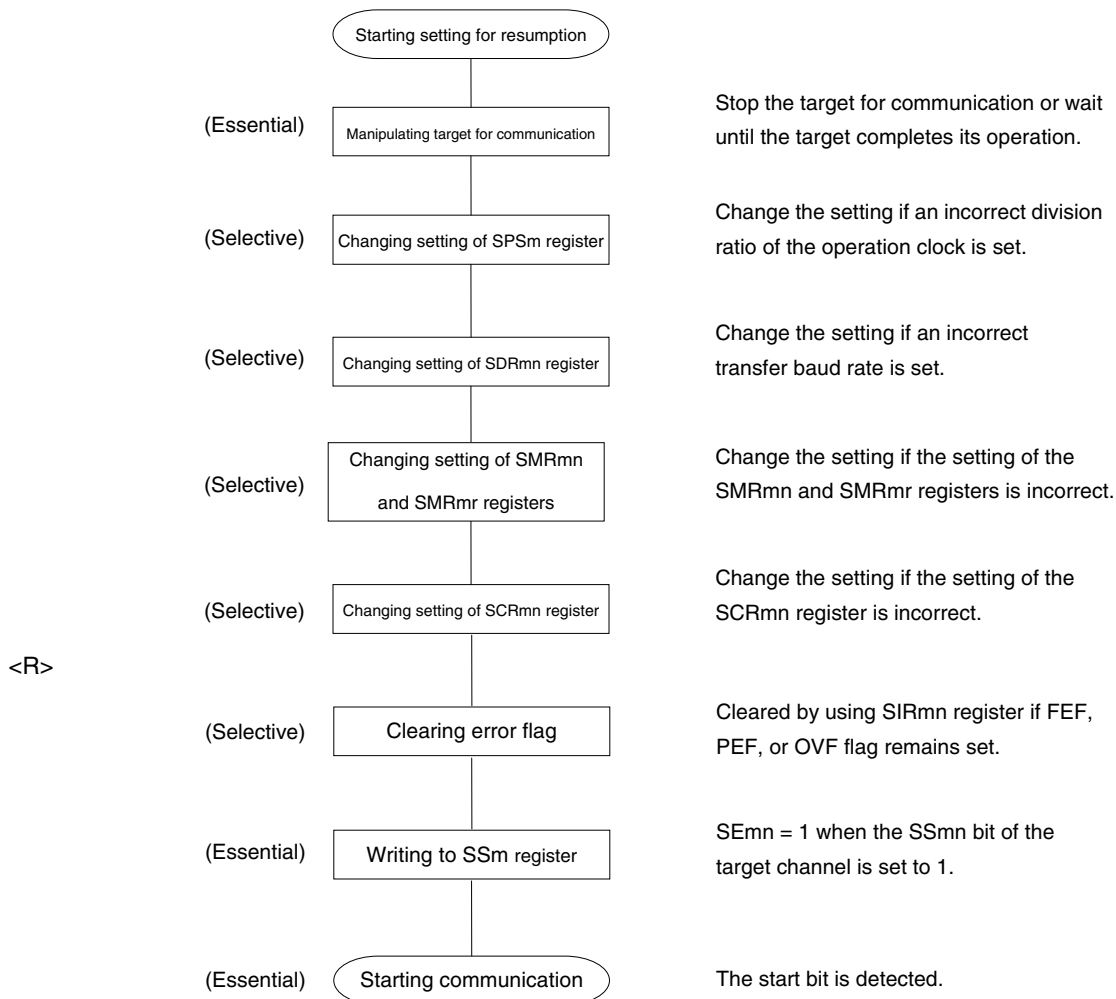 Starting setting for resumption
(Essential)
Manipulating target for communication
Stop the target for communication or wait
until the target completes its operation.
(Selective)
Changing setting of SPSm register
Change the setting if an incorrect division
ratio of the operation clock is set.
(Selective)
Changing setting of SDRmn register
Change the setting if an incorrect
transfer baud rate is set.
(Selective)
Changing setting of SMRmn
and SMRmr registers
Change the setting if the setting of the
SMRmn and SMRmr registers is incorrect.
(Selective)
Changing setting of SCRmn register
Change the setting if the setting of the
SCRmn register is incorrect.
<R>
(Selective)
Clearing error flag
Cleared by using SIRmn register if FEF,
PEF, or OVF flag remains set.
(Essential)
Writing to SSm register
SEmn = 1 when the SSmn bit of the
target channel is set to 1.
(Essential)
Starting communication
The start bit is detected.